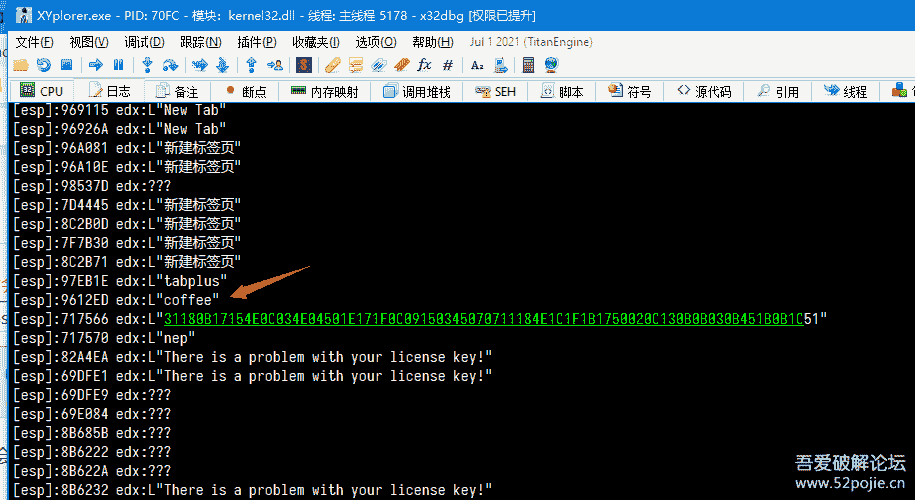 XYplorer.exe - PID: 70FC - 模块: kernel32.dll - 线程: 主线程 5178 - x32dbg [权限已提升]
文件(F) 视图(V) 调试(D) 跟踪(N) 插件(P) 收藏夹(I) 选项(O) 帮助(H) Jul 1 2021 (TitanEngine)
CPU 日志 备注 断点 内存映射 调用堆栈 SEH 脚本 符号 源代码 引用 线程
[esp]:969115 edx:L"New Tab"
[esp]:96926A edx:L"New Tab"
[esp]:96A081 edx:L"新建标签页"
[esp]:96A10E edx:L"新建标签页"
[esp]:98537D edx:???
[esp]:7D4445 edx:L"新建标签页"
[esp]:8C2B0D edx:L"新建标签页"
[esp]:7F7B30 edx:L"新建标签页"
[esp]:8C2B71 edx:L"新建标签页"
[esp]:97EB1E edx:L"tabplus"
[esp]:9612ED edx:L"coffee"
[esp]:717566 edx:L"31180B17154E0C034E04501E171F0C09150345070711184E1C1F1B1750020C130B0B030B451B0B1C51"
[esp]:717570 edx:L"nep"
[esp]:82A4EA edx:L"There is a problem with your license key!"
[esp]:69DFE1 edx:L"There is a problem with your license key!"
[esp]:69DFE9 edx:???
[esp]:69E084 edx:???
[esp]:8B685B edx:???
[esp]:8B6222 edx:???
[esp]:8B622A edx:???
[esp]:8B6232 edx:L"There is a problem with your license key!"
吾爱破解论坛
www.52pojie.cn